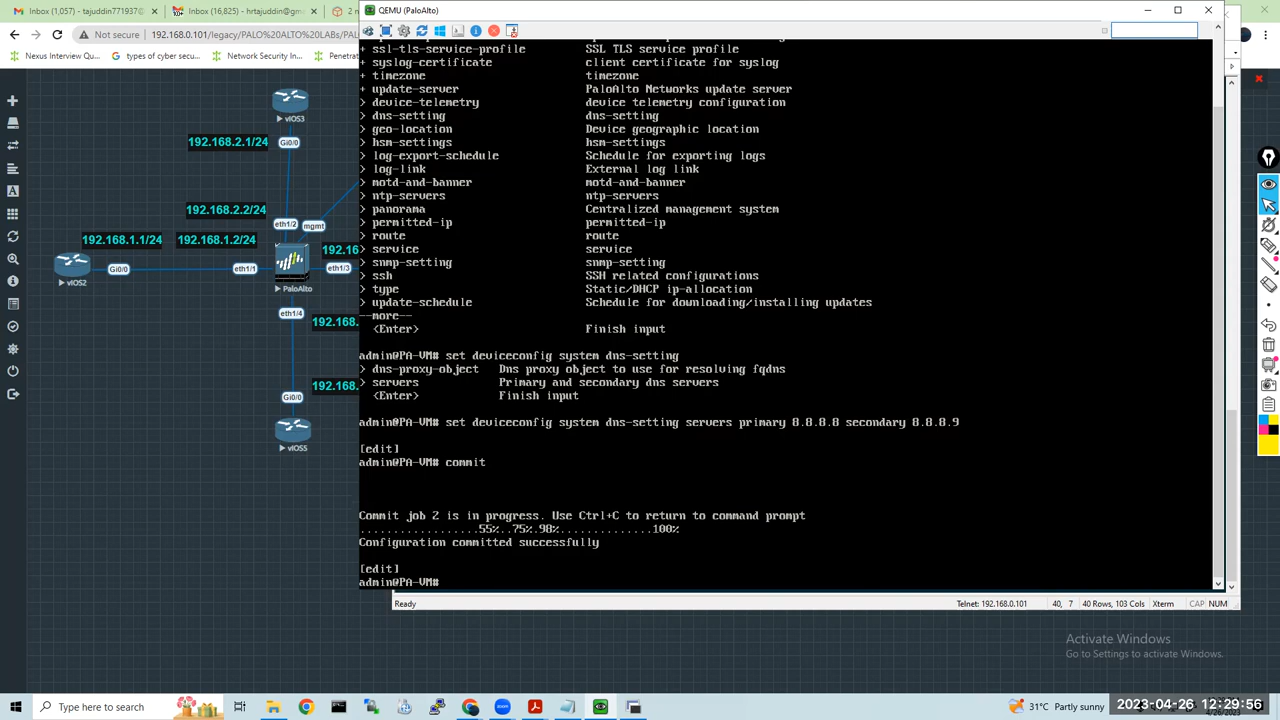 QEMU (PaloAlto)
tajuddin771937@
Inbox (4,291) -
Inbox (16,825) -
Not secure
192.168.0.101/legacy/PALO%20ALTO%20LABs/PAL
Nexus Interview Que
types of cyber secu
Network Security In
+ ssl-tls-service-profile SSL TLS service profile
+ syslog-certificate client certificate for syslog
+ timezone timezone
+ update-server PaloAlto Networks update server
> device-telemetry device telemetry configuration
> dns-setting dns-setting
> geo-location Device geographic location
> hsm-settings hsm-settings
> log-export-schedule Schedule for exporting logs
> log-link External log link
> motd-and-banner motd-and-banner
> ntp-servers ntp-servers
> panorama Centralized management system
> permitted-ip permitted-ip
> route route
> service service
> snmp-setting snmp-setting
> ssh SSH related configurations
> type Static/DHCP ip-allocation
> update-schedule Schedule for downloading/installing updates
--more--
<Enter> Finish input
admin@PA-VM# set deviceconfig system dns-setting
> dns-proxy-object Dns proxy object to use for resolving fqdns
> servers Primary and secondary dns servers
<Enter> Finish input
admin@PA-VM# set deviceconfig system dns-setting servers primary 8.8.8.8 secondary 8.8.8.9
[edit]
admin@PA-VM# commit
Commit job 2 is in progress. Use Ctrl+C to return to command prompt
...................55%..75%.98%..............100%
Configuration committed successfully
[edit]
admin@PA-VM#
vIOS3
192.168.2.1/24
Gi0/0
192.168.2.2/24
eth1/2
mgmt
192.168.1.1/24
192.168.1.2/24
192.16
Gi0/0
eth1/1
eth1/3
vIOS2
PaloAlto
eth1/4
192.168.
192.168.
Gi0/0
vIOS5
Ready
Telnet: 192.168.0.101
40, 7
40 Rows, 103 Cols
Xterm
CAP
NUM
Activate Windows
Go to Settings to activate Windows.
Type here to search
31°C Partly sunny
2023-04-26 12:29:56